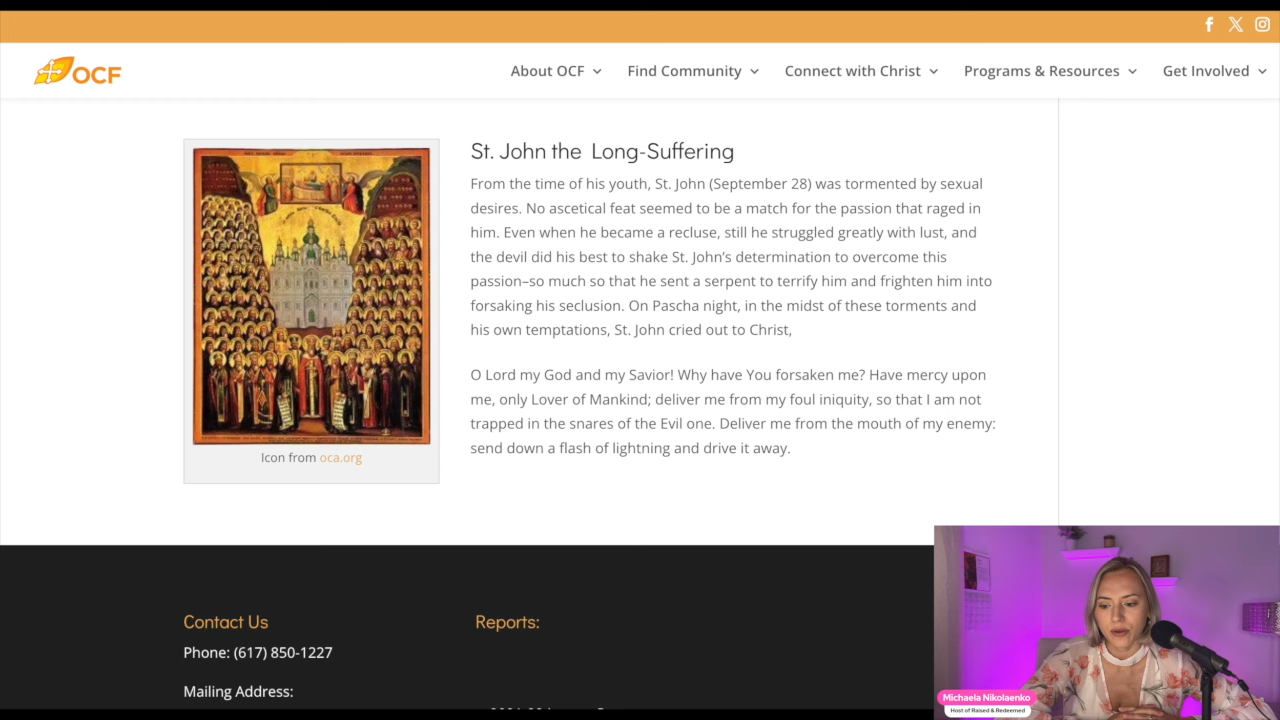 OCF
About OCF
Find Community
Connect with Christ
Programs & Resources
Get Involved
St. John the Long-Suffering
From the time of his youth, St. John (September 28) was tormented by sexual
desires. No ascetical feat seemed to be a match for the passion that raged in
him. Even when he became a recluse, still he struggled greatly with lust, and
the devil did his best to shake St. John’s determination to overcome this
passion–so much so that he sent a serpent to terrify him and frighten him into
forsaking his seclusion. On Pascha night, in the midst of these torments and
his own temptations, St. John cried out to Christ,
O Lord my God and my Savior! Why have You forsaken me? Have mercy upon
me, only Lover of Mankind; deliver me from my foul iniquity, so that I am not
trapped in the snares of the Evil one. Deliver me from the mouth of my enemy:
send down a flash of lightning and drive it away.
Icon from oca.org
Contact Us
Phone: (617) 850-1227
Mailing Address:
Reports:
Michaela Nikolaenko
Host of Raised & Redeemed